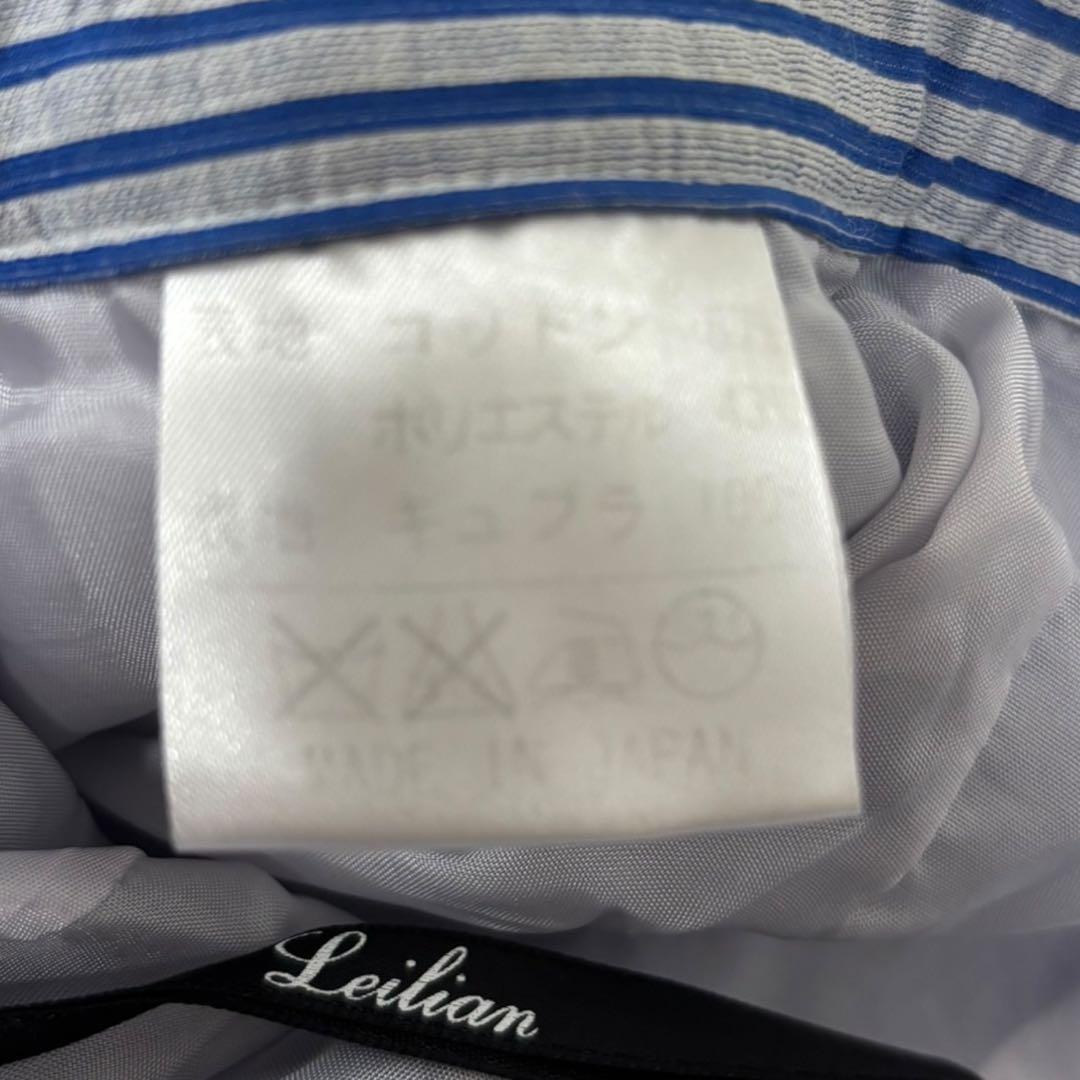 表地 コットン
ポリエステル
裏地 キュプラ 100
MADE IN JAPAN
Leilian